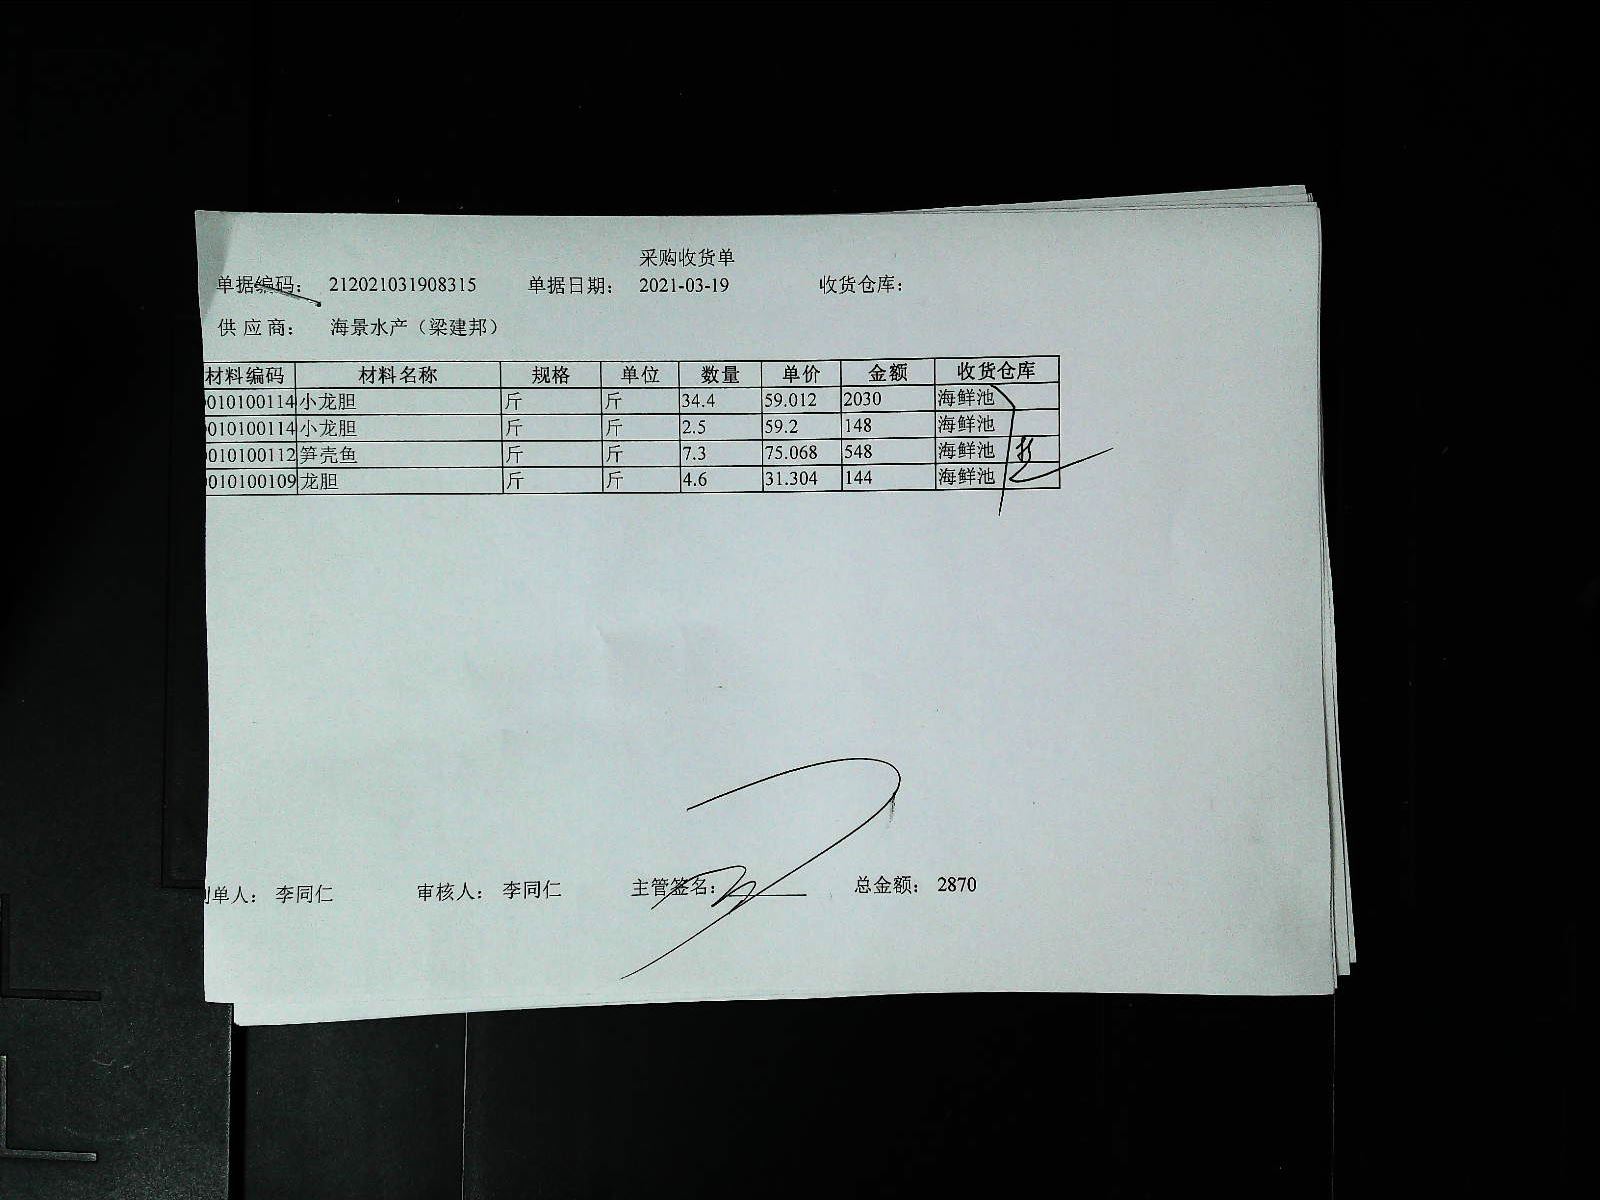 采购收货单
单据编码： 212021031908315 单据日期： 2021-03-19 收货仓库：
供 应 商： 海景水产（梁建邦）
材料编码 材料名称 规格 单位 数量 单价 金额 收货仓库
010100114 小龙胆 斤 斤 34.4 59.012 2030 海鲜池
010100114 小龙胆 斤 斤 2.5 59.2 148 海鲜池
010100112 笋壳鱼 斤 斤 7.3 75.068 548 海鲜池
010100109 龙胆 斤 斤 4.6 31.304 144 海鲜池
单人： 李同仁 审核人： 李同仁 主管签名： 总金额： 2870